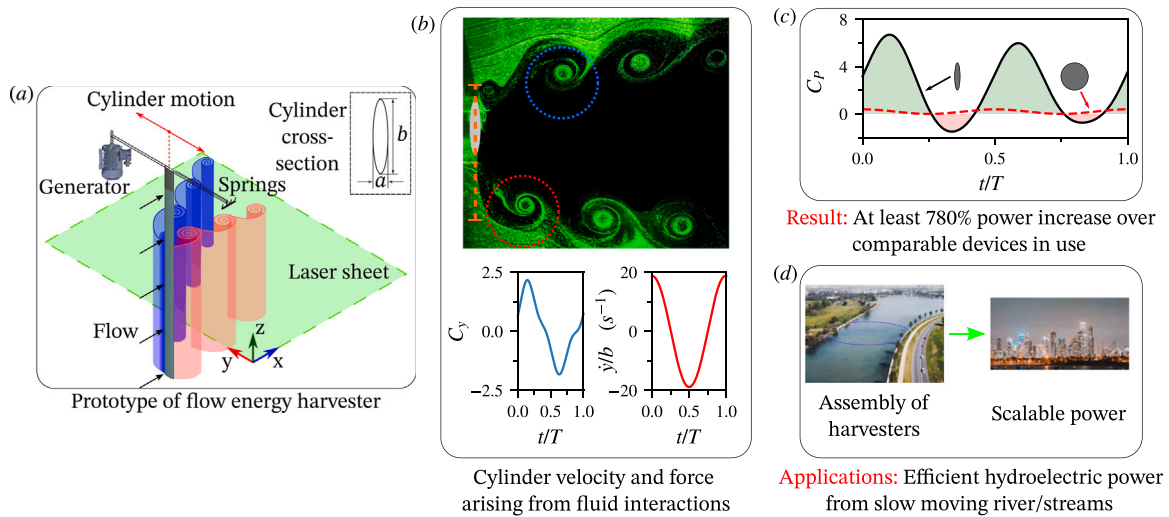 (a)
Cylinder motion
Cylinder
cross-
section
b
a
Generator
Springs
Laser sheet
Flow
z
y
x
Prototype of flow energy harvester
(b)
2.5
0.0
−2.5
C_y
0.0
0.5
1.0
t/T
20
0
−20
ẏ/b (s⁻¹)
0.0
0.5
1.0
t/T
Cylinder velocity and force
arising from fluid interactions
(c)
8
4
0
C_P
0.0
0.5
1.0
t/T
Result: At least 780% power increase over
comparable devices in use
(d)
Assembly of
harvesters
Scalable power
Applications: Efficient hydroelectric power
from slow moving river/streams